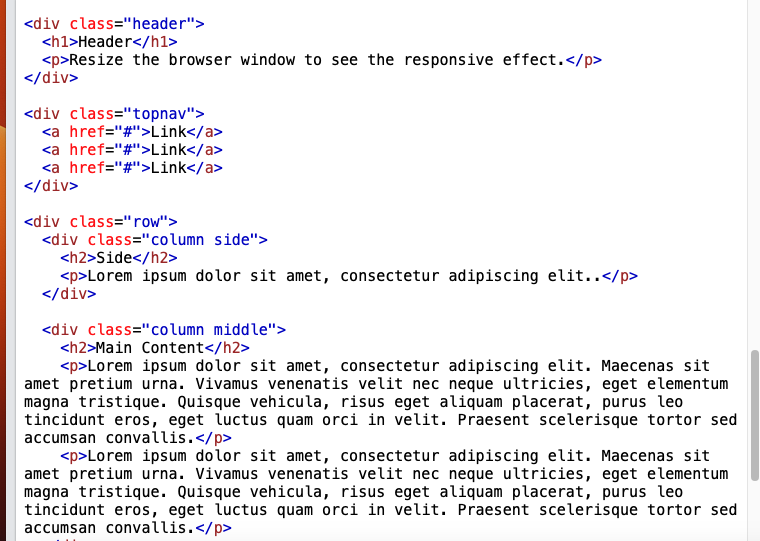 <div class="header">
  <h1>Header</h1>
  <p>Resize the browser window to see the responsive effect.</p>
</div>

<div class="topnav">
  <a href="#">Link</a>
  <a href="#">Link</a>
  <a href="#">Link</a>
</div>

<div class="row">
  <div class="column side">
    <h2>Side</h2>
    <p>Lorem ipsum dolor sit amet, consectetur adipiscing elit..</p>
  </div>

  <div class="column middle">
    <h2>Main Content</h2>
    <p>Lorem ipsum dolor sit amet, consectetur adipiscing elit. Maecenas sit
amet pretium urna. Vivamus venenatis velit nec neque ultricies, eget elementum
magna tristique. Quisque vehicula, risus eget aliquam placerat, purus leo
tincidunt eros, eget luctus quam orci in velit. Praesent scelerisque tortor sed
accumsan convallis.</p>
    <p>Lorem ipsum dolor sit amet, consectetur adipiscing elit. Maecenas sit
amet pretium urna. Vivamus venenatis velit nec neque ultricies, eget elementum
magna tristique. Quisque vehicula, risus eget aliquam placerat, purus leo
tincidunt eros, eget luctus quam orci in velit. Praesent scelerisque tortor sed
accumsan convallis.</p>